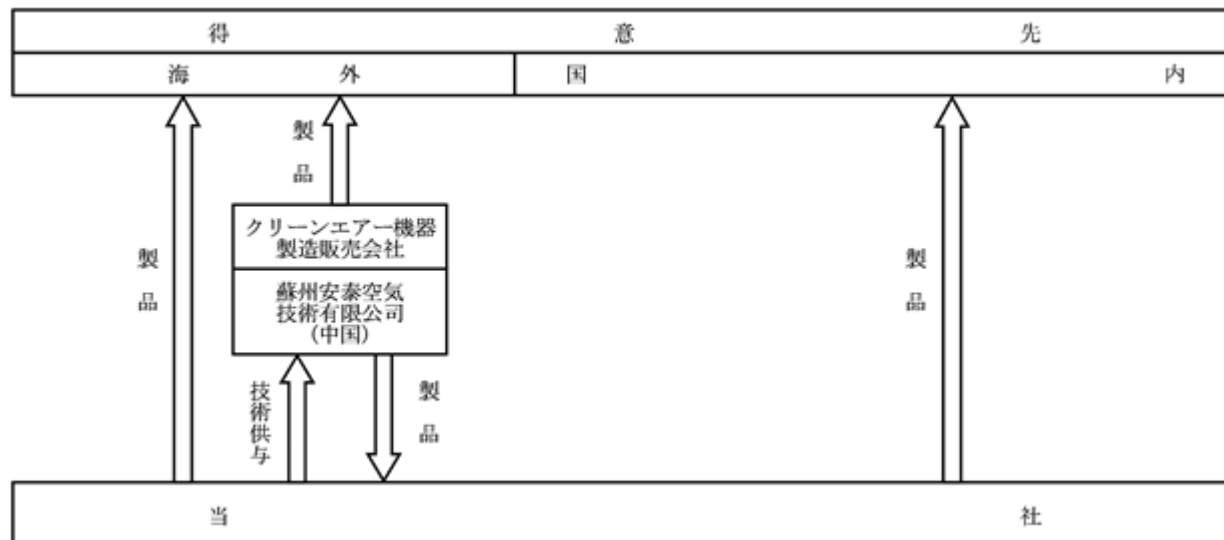 得意先
海外
国内
製品
クリーンエアー機器
製造販売会社
製品
蘇州安泰空気
技術有限公司
(中国)
製品
技術供与
製品
当社